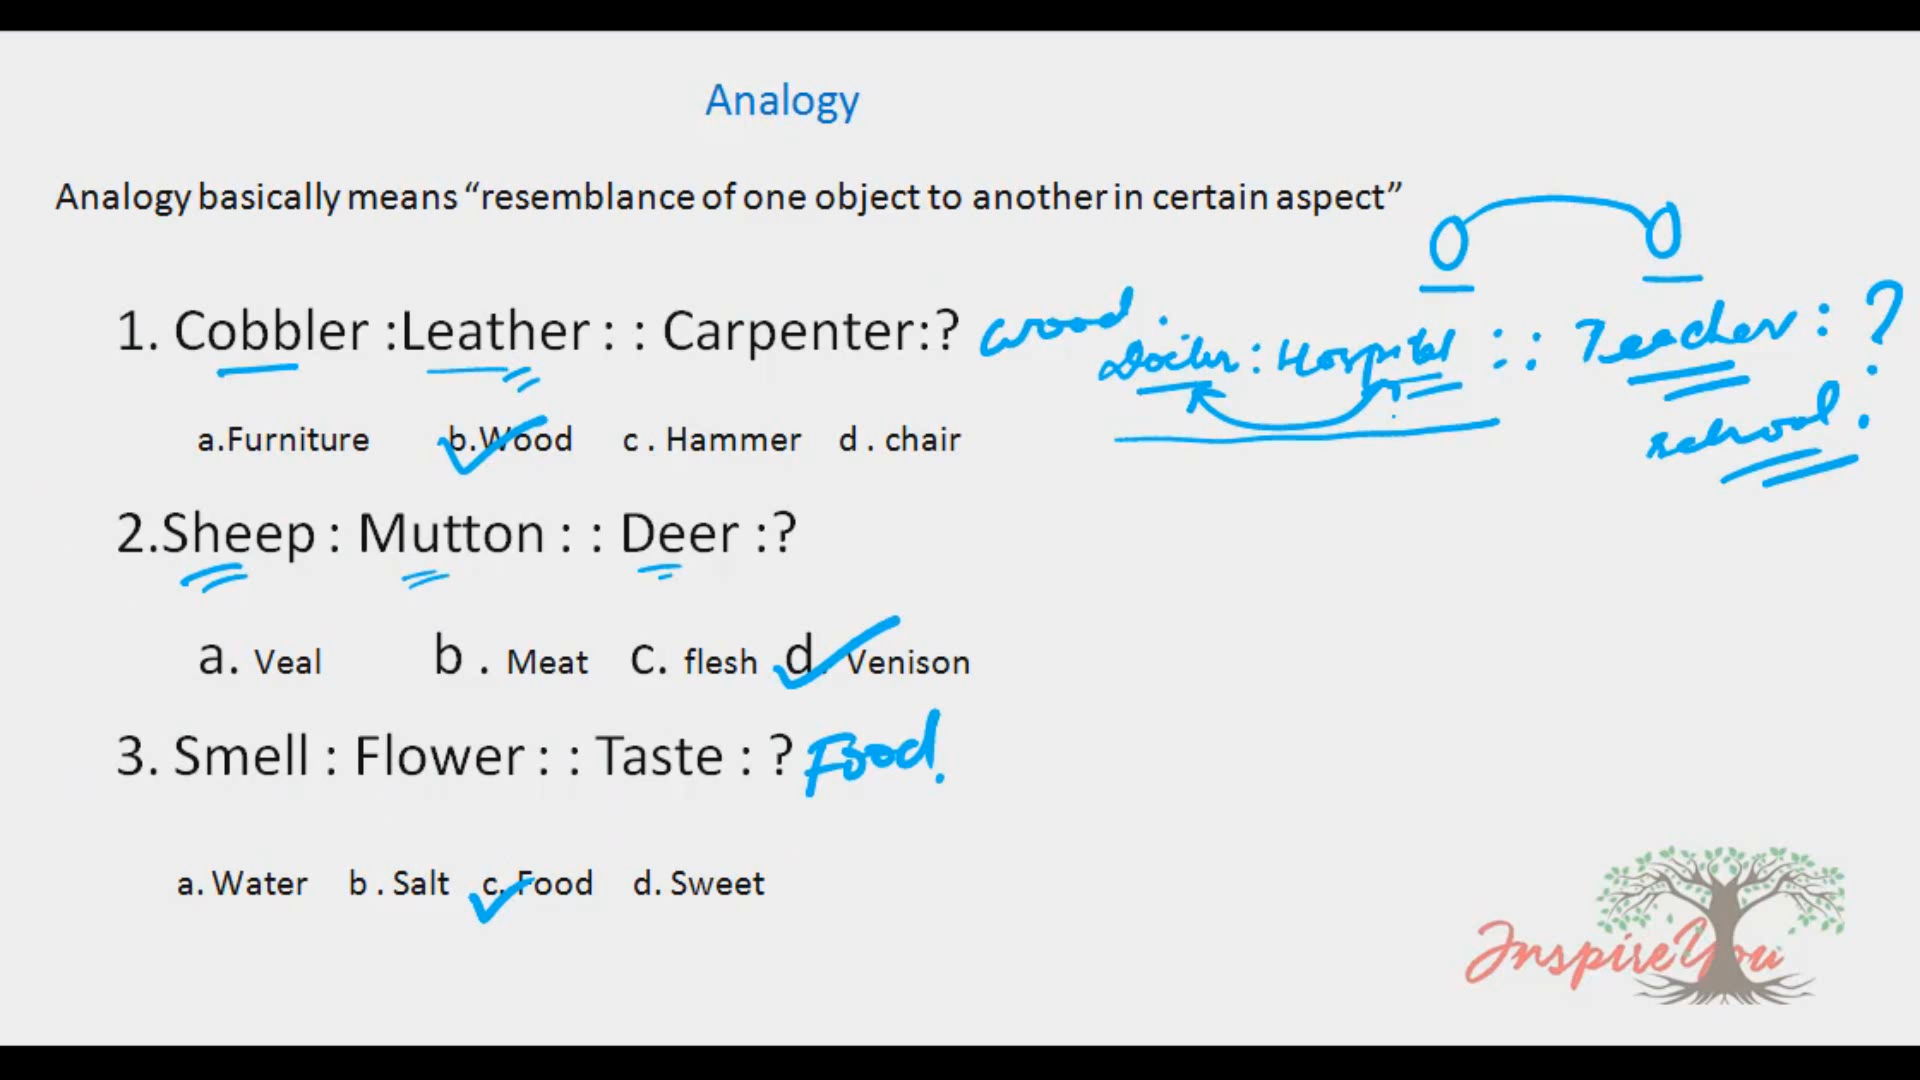 Analogy
Analogy basically means “resemblance of one object to another in certain aspect”
1. Cobbler :Leather : : Carpenter:? wood.
Doctor : Hospital :: Teacher : ?
school.
a.Furniture b.Wood c . Hammer d . chair
2.Sheep : Mutton : : Deer :?
a. Veal b . Meat c. flesh d. Venison
3. Smell : Flower : : Taste : ? Food.
a. Water b . Salt c. Food d. Sweet
InspireYou